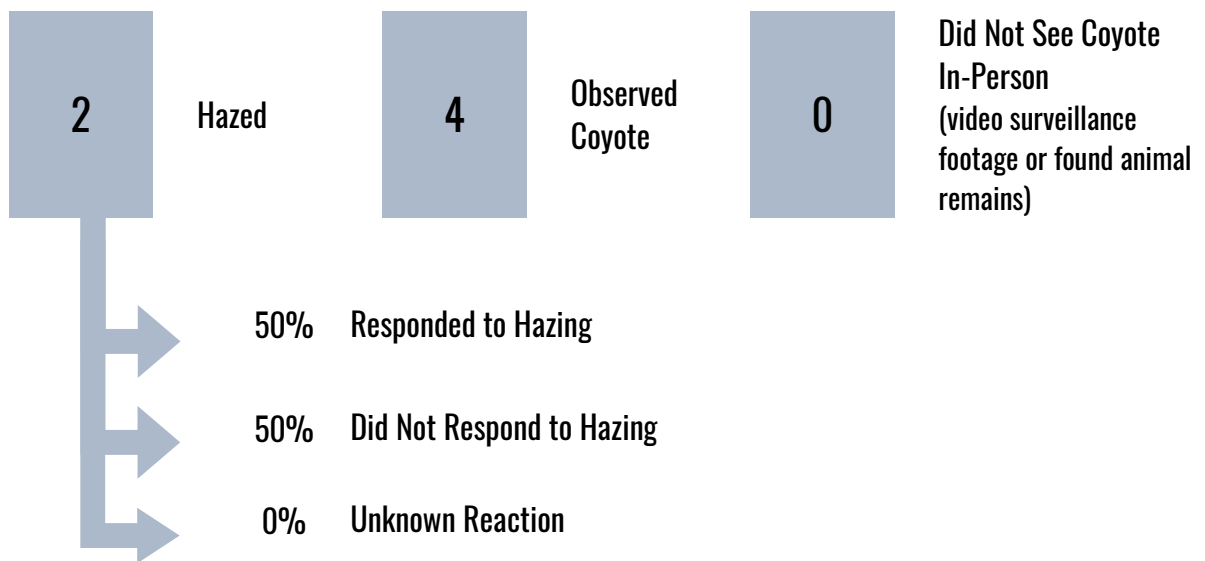 2
Hazed
4
Observed
Coyote
0
Did Not See Coyote
In-Person
(video surveillance
footage or found animal
remains)
50% Responded to Hazing
50% Did Not Respond to Hazing
0% Unknown Reaction